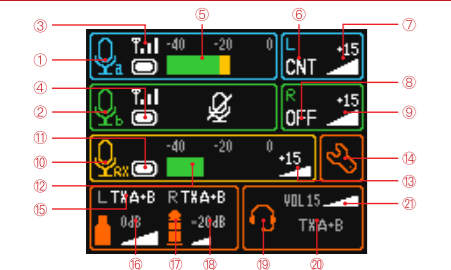 ③ ⑤ ⑥ ⑦
① a -40 -20 0 L CNT +15
④ ⑧
② b R OFF +15 ⑨
⑪ -40 -20 0
⑩ RX +15 ⑭
⑫ ⑬
⑮ L TXA+B R TXA+B VOL15 ㉑
0dB -20dB TXA+B
⑯ ⑰ ⑱ ⑲ ⑳